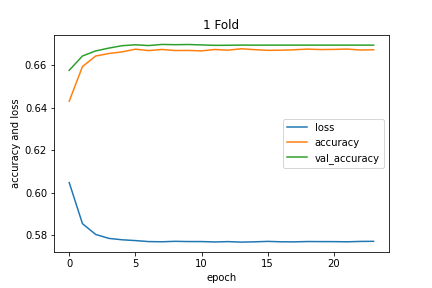 1 Fold
accuracy and loss
0.66
0.64
0.62
0.60
0.58
loss
accuracy
val_accuracy
0 5 10 15 20
epoch